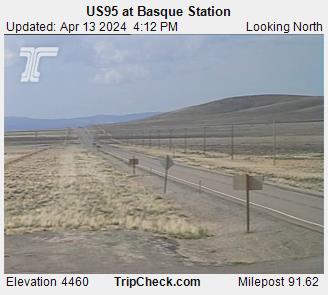 US95 at Basque Station
Updated: Apr 13 2024 4:12 PM Looking North
Elevation 4460 TripCheck.com Milepost 91.62